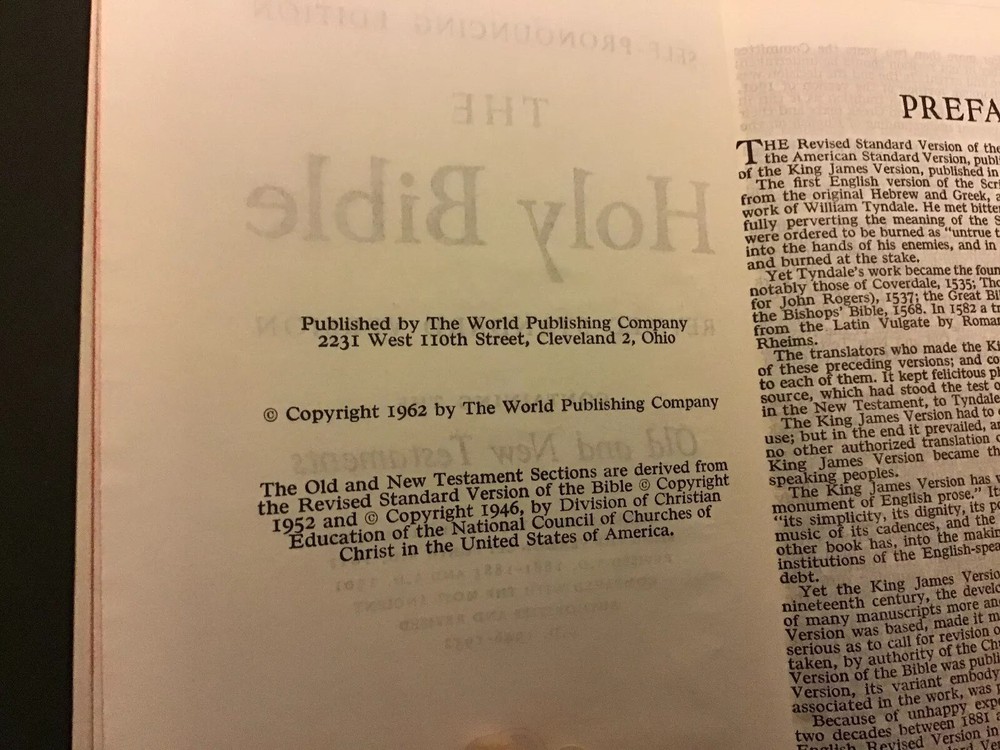 Published by The World Publishing Company
2231 West 110th Street, Cleveland 2, Ohio
© Copyright 1962 by The World Publishing Company
The Old and New Testament Sections are derived from
the Revised Standard Version of the Bible © Copyright
1952 and © Copyright 1946, by Division of Christian
Education of the National Council of Churches of
Christ in the United States of America.
PREFA
THE Revised Standard Version of the
the American Standard Version, publi
of the King James Version, published in
The first English version of the Scri
from the original Hebrew and Greek, a
work of William Tyndale. He met bitte
fully perverting the meaning of the S
were ordered to be burned as "untrue t
into the hands of his enemies, and in
and burned at the stake.
Yet Tyndale's work became the foun
notably those of Coverdale, 1535; Tho
for John Rogers), 1537; the Great Bi
the Bishops' Bible, 1568. In 1582 a tr
from the Latin Vulgate by Roma
Rheims.
The translators who made the Ki
of these preceding versions; and co
to each of them. It kept felicitous ph
source, which had stood the test o
in the New Testament, to Tyndale
The King James Version had to c
use; but in the end it prevailed, an
no other authorized translation o
King James Version became th
speaking peoples.
The King James Version has w
monument of English prose." It
"its simplicity, its dignity, its po
music of its cadences, and the
other book has, into the makin
institutions of the English-spea
debt.
Yet the King James Versio
nineteenth century, the develo
of many manuscripts more an
Version was based, made it m
serious as to call for revision o
taken, by authority of the Ch
Version of the Bible was publi
Version, its variant embody
associated in the work, was p
Because of unhappy expe
two decades between 1881 a
English Revised Version in